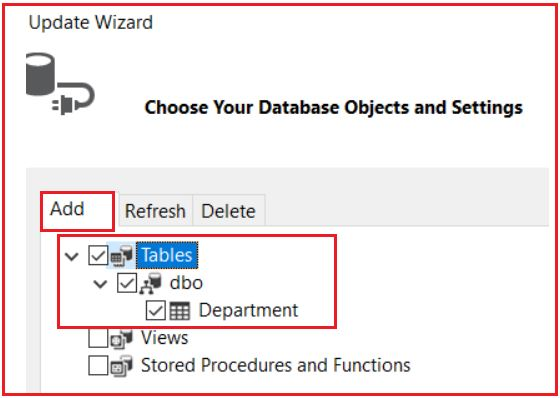 Update Wizard
Choose Your Database Objects and Settings
Add Refresh Delete
Tables
dbo
Department
Views
Stored Procedures and Functions